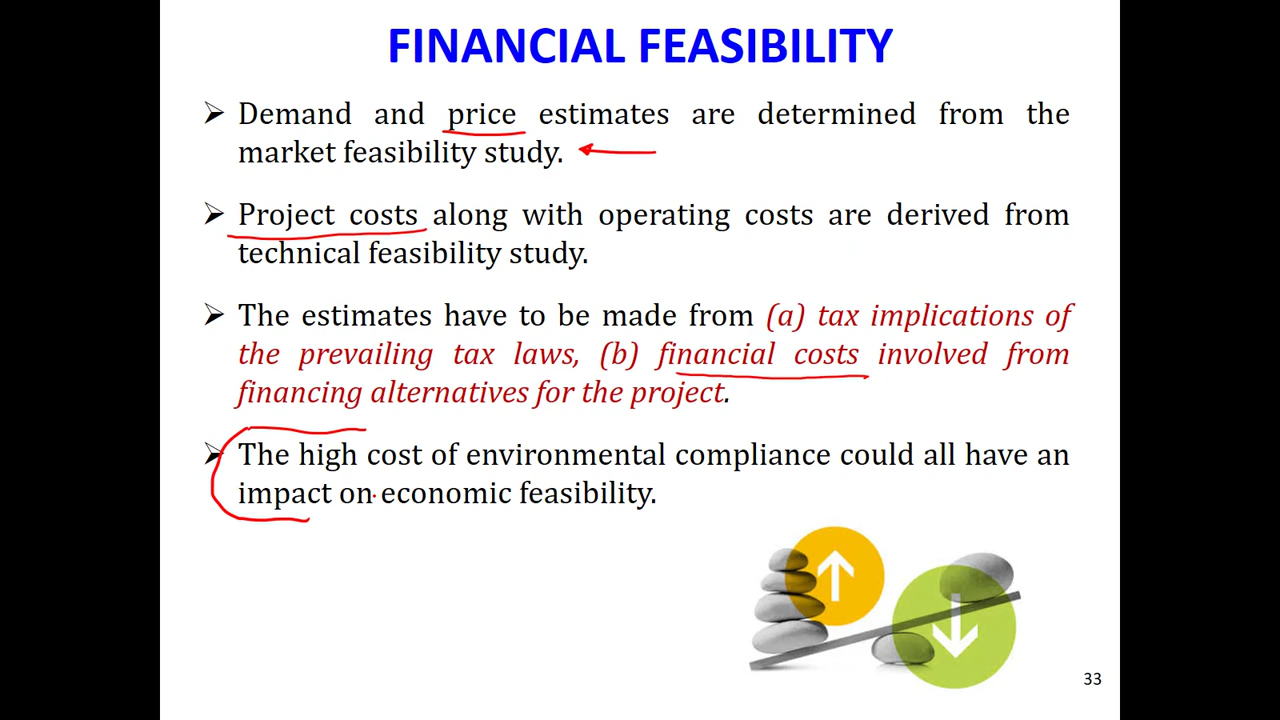 FINANCIAL FEASIBILITY
➢ Demand and price estimates are determined from the
market feasibility study.
➢ Project costs along with operating costs are derived from
technical feasibility study.
➢ The estimates have to be made from (a) tax implications of
the prevailing tax laws, (b) financial costs involved from
financing alternatives for the project.
➢ The high cost of environmental compliance could all have an
impact on economic feasibility.
33